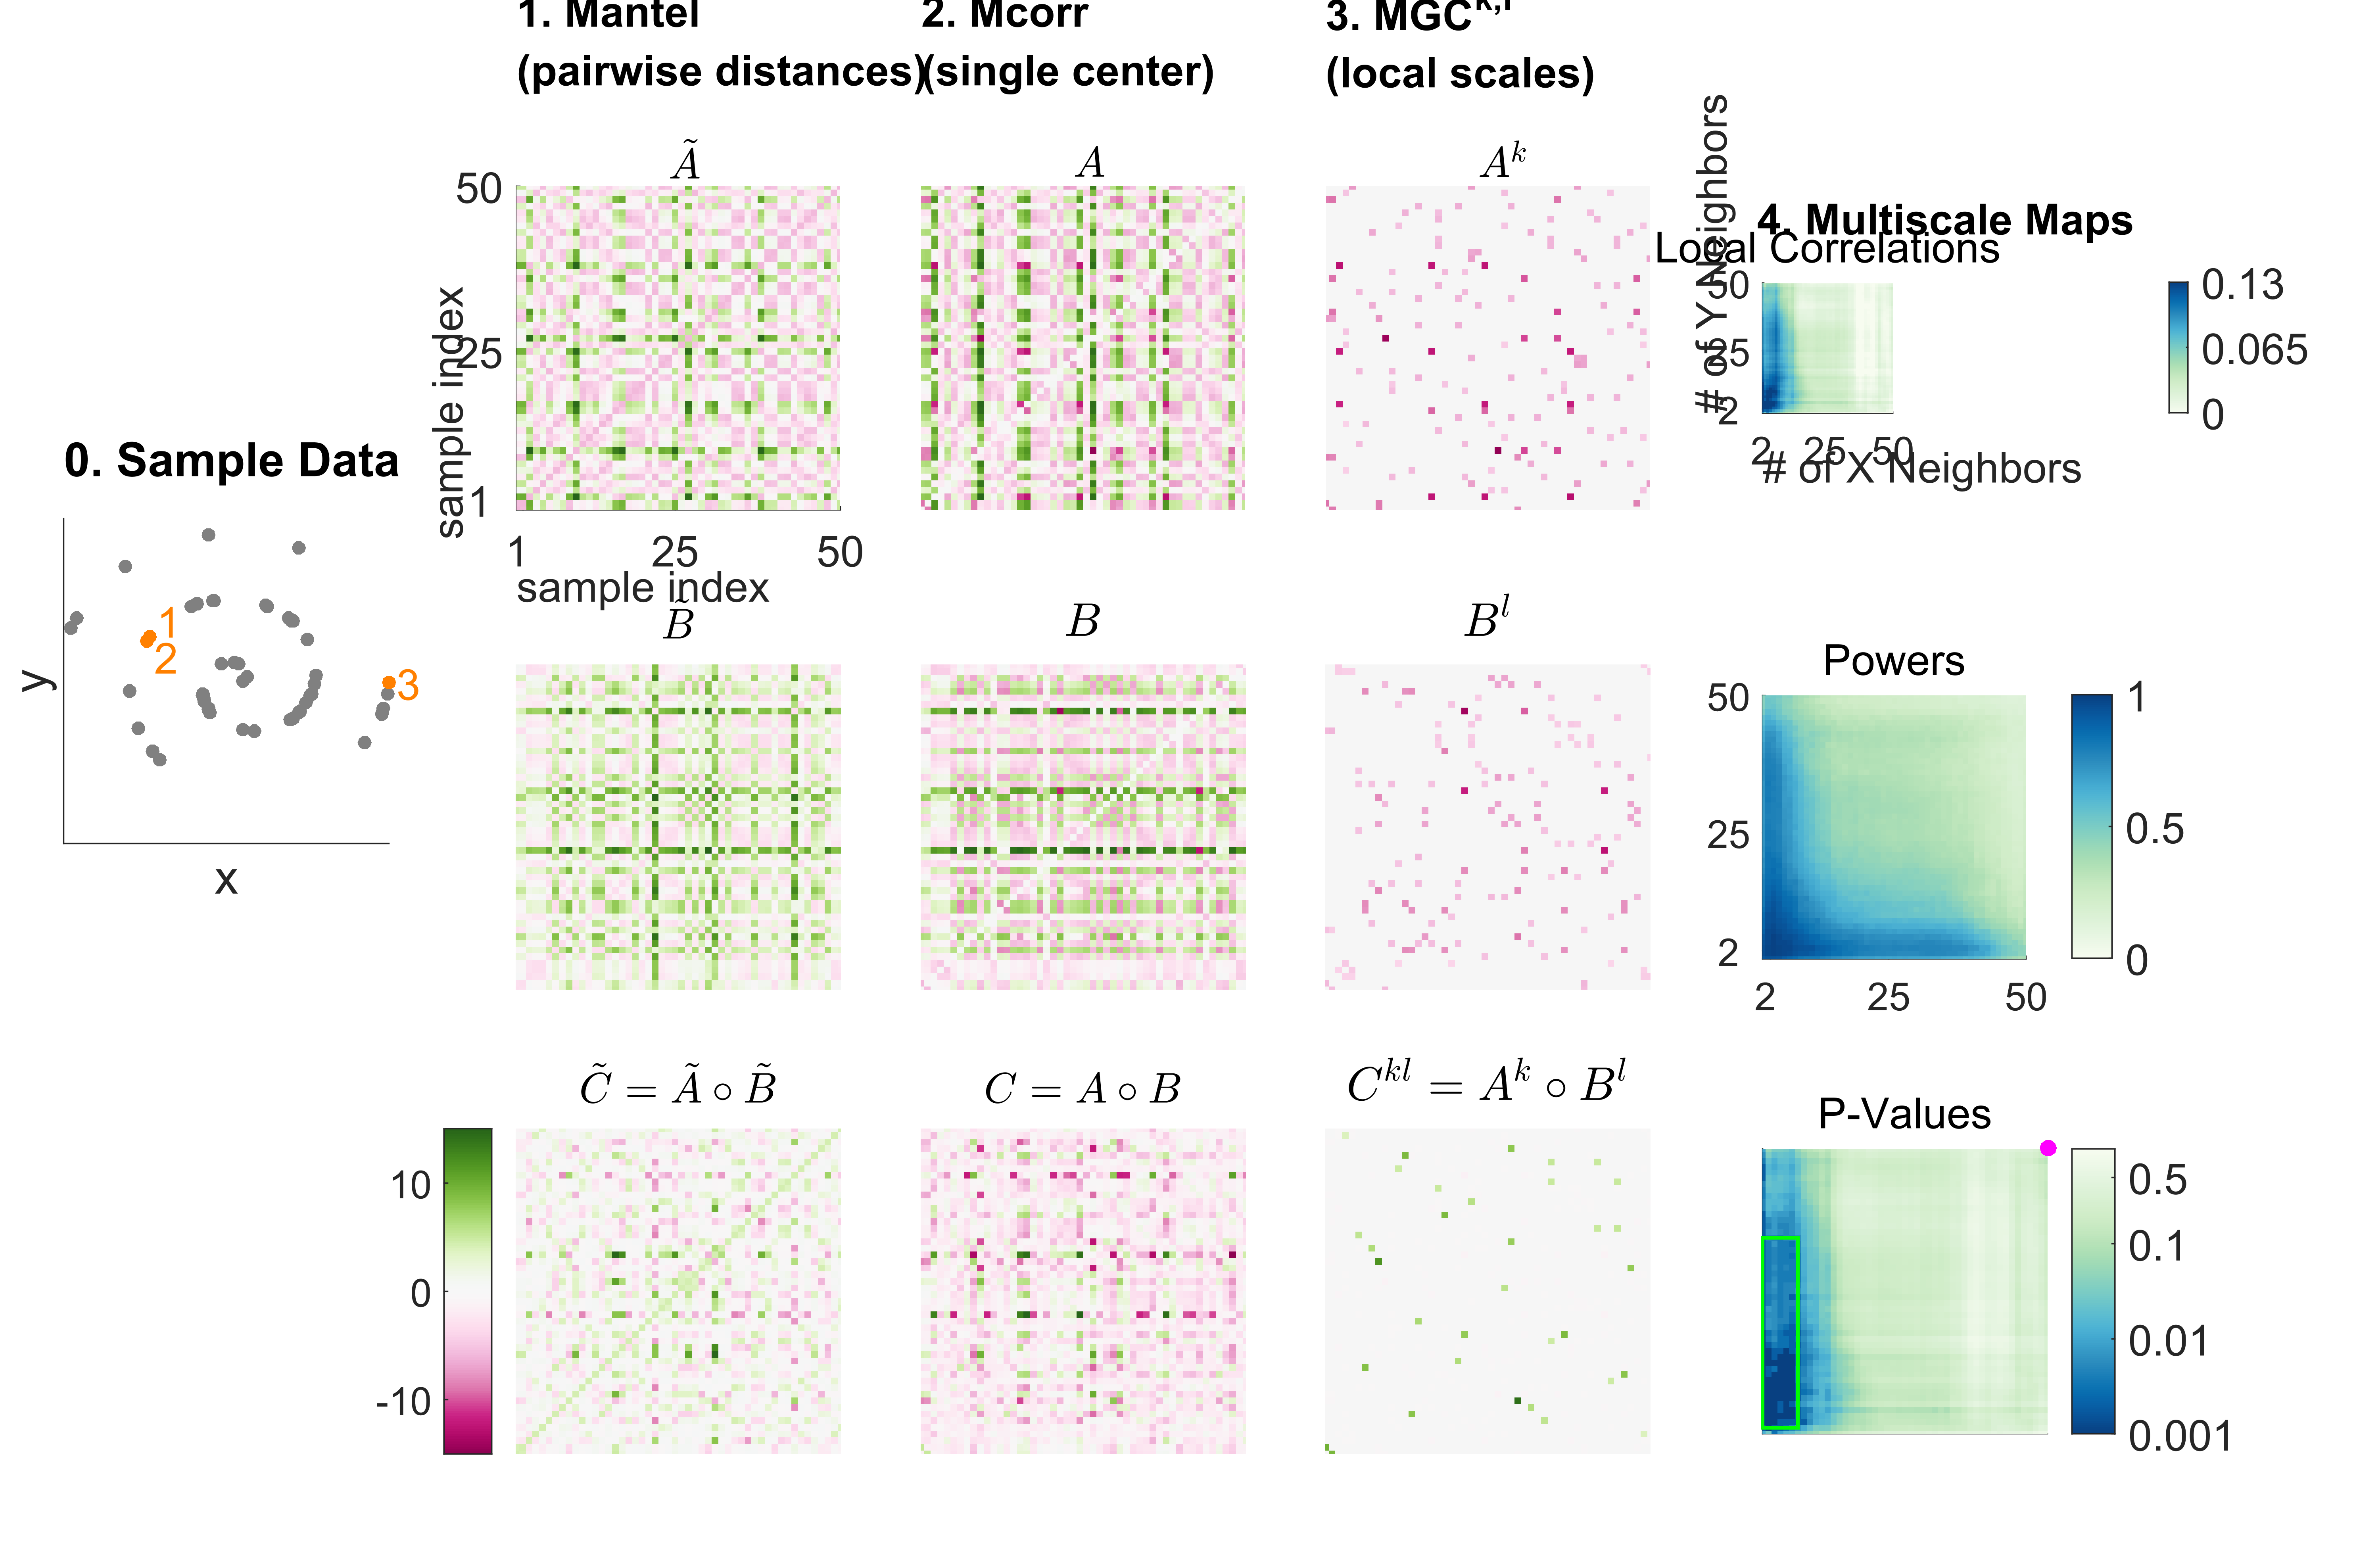 1. Mantel
(pairwise distances)
2. Mcorr
(single center)
3. MGC^{k,l}
(local scales)
4. Multiscale Maps
0. Sample Data
y
x
1
2
3
Ã
50
25
1
sample index
1 25 50
sample index
A
A^k
Local Correlations
# of Y Neighbors
50
25
2
2 25 50
# of X Neighbors
0.13
0.065
0
B̃
B
B^l
Powers
50
25
2
2 25 50
1
0.5
0
C̃ = Ã ∘ B̃
10
0
-10
C = A ∘ B
C^{kl} = A^k ∘ B^l
P-Values
0.5
0.1
0.01
0.001